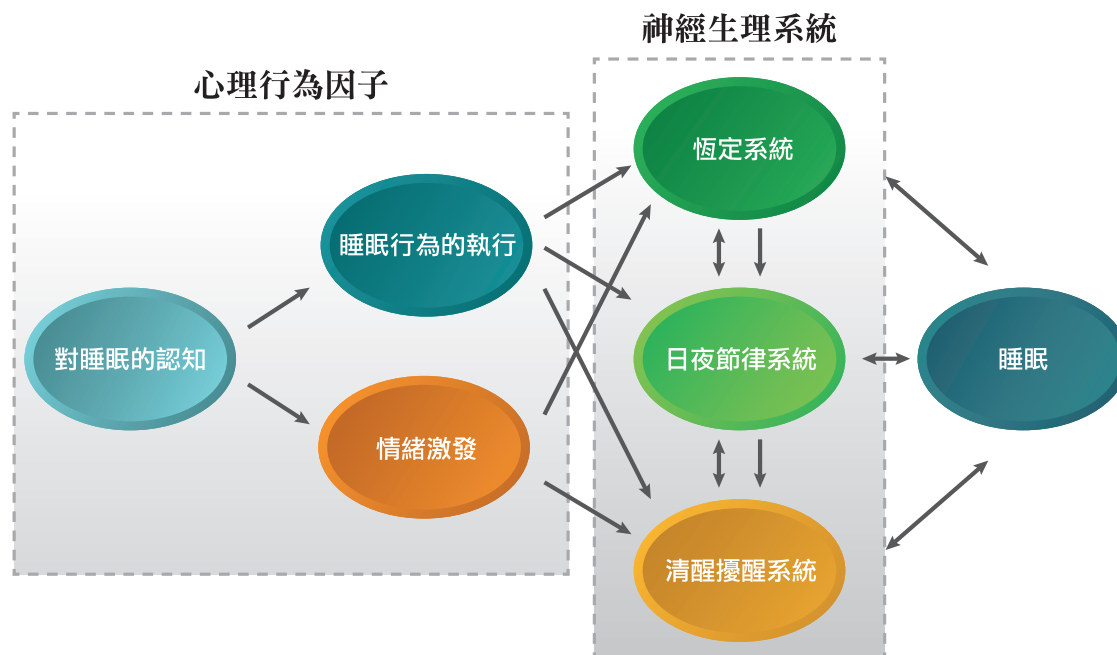 神經生理系統
心理行為因子
恆定系統
睡眠行為的執行
對睡眠的認知
日夜節律系統
睡眠
情緒激發
清醒擾醒系統